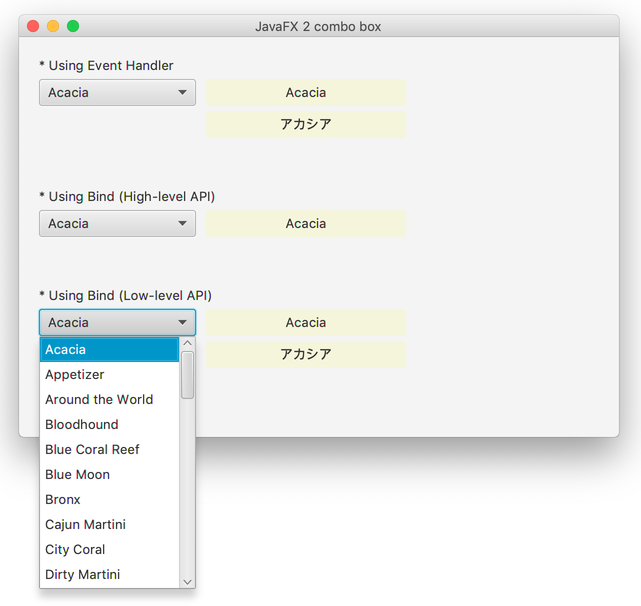 JavaFX 2 combo box
* Using Event Handler
Acacia Acacia
アカシア
* Using Bind (High-level API)
Acacia Acacia
* Using Bind (Low-level API)
Acacia Acacia
Acacia アカシア
Appetizer
Around the World
Bloodhound
Blue Coral Reef
Blue Moon
Bronx
Cajun Martini
City Coral
Dirty Martini